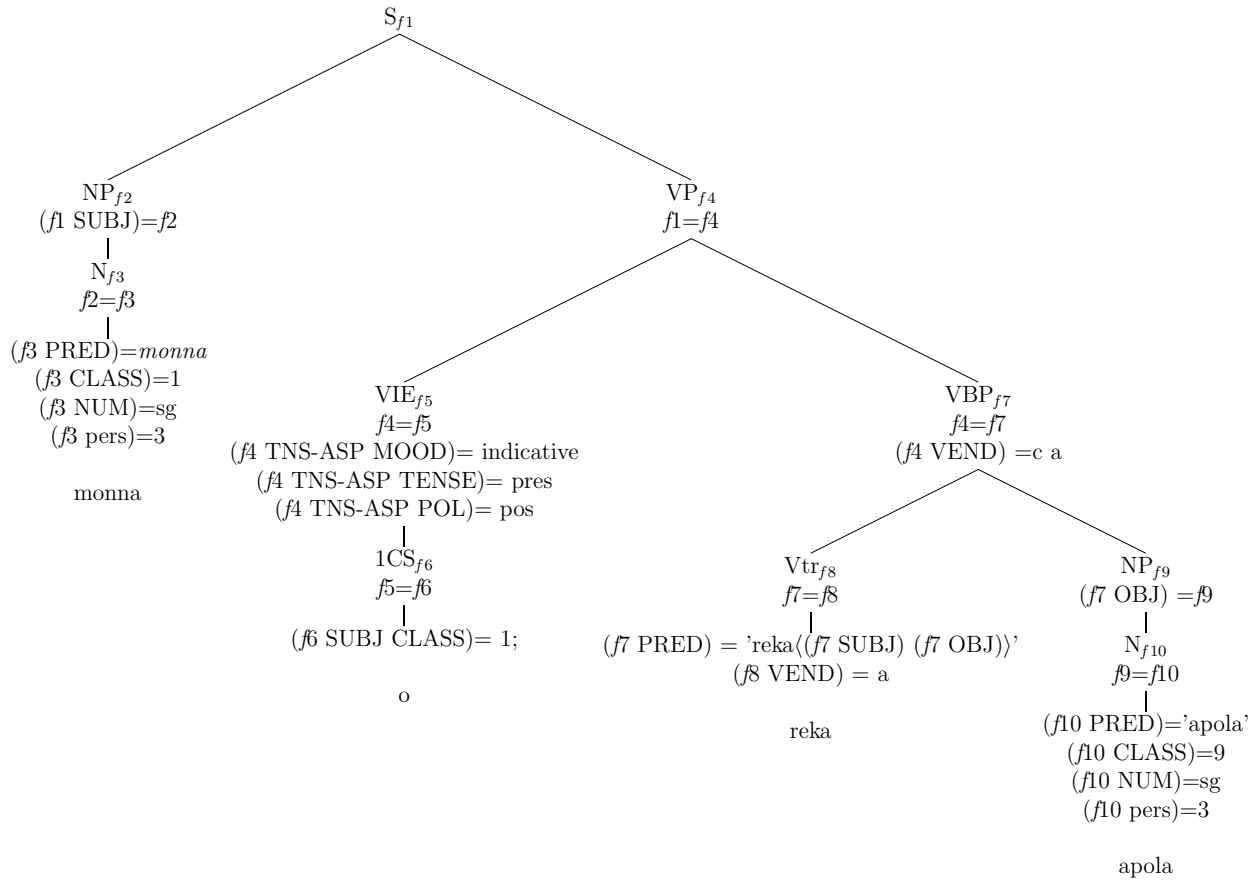 S_f1
NP_f2
(f1 SUBJ)=f2
N_f3
f2=f3
(f3 PRED)=monna
(f3 CLASS)=1
(f3 NUM)=sg
(f3 pers)=3
monna
VP_f4
f1=f4
VIE_f5
f4=f5
(f4 TNS-ASP MOOD)= indicative
(f4 TNS-ASP TENSE)= pres
(f4 TNS-ASP POL)= pos
1CS_f6
f5=f6
(f6 SUBJ CLASS)= 1;
o
VBP_f7
f4=f7
(f4 VEND) =c a
Vtr_f8
f7=f8
(f7 PRED) = 'reka⟨(f7 SUBJ) (f7 OBJ)⟩'
(f8 VEND) = a
reka
NP_f9
(f7 OBJ) =f9
N_f10
f9=f10
(f10 PRED)='apola'
(f10 CLASS)=9
(f10 NUM)=sg
(f10 pers)=3
apola